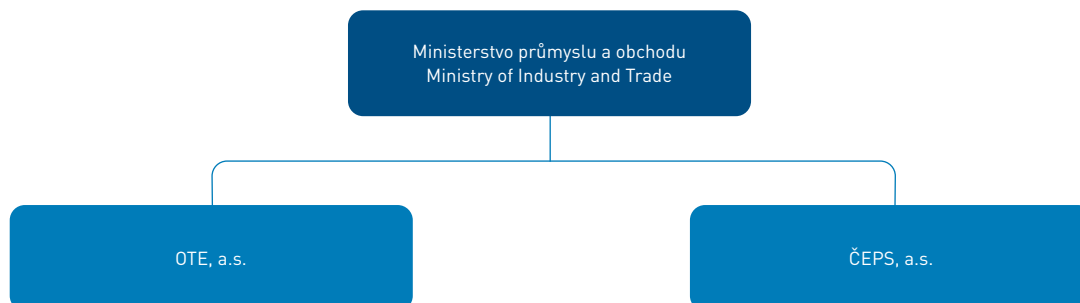 Ministerstvo průmyslu a obchodu
Ministry of Industry and Trade
OTE, a.s.
ČEPS, a.s.